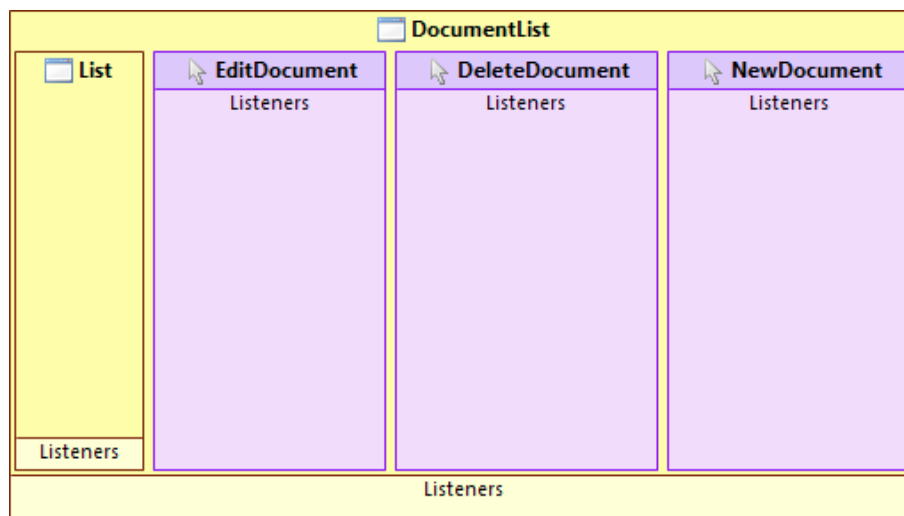 DocumentList
List
EditDocument
DeleteDocument
NewDocument
Listeners
Listeners
Listeners
Listeners
Listeners